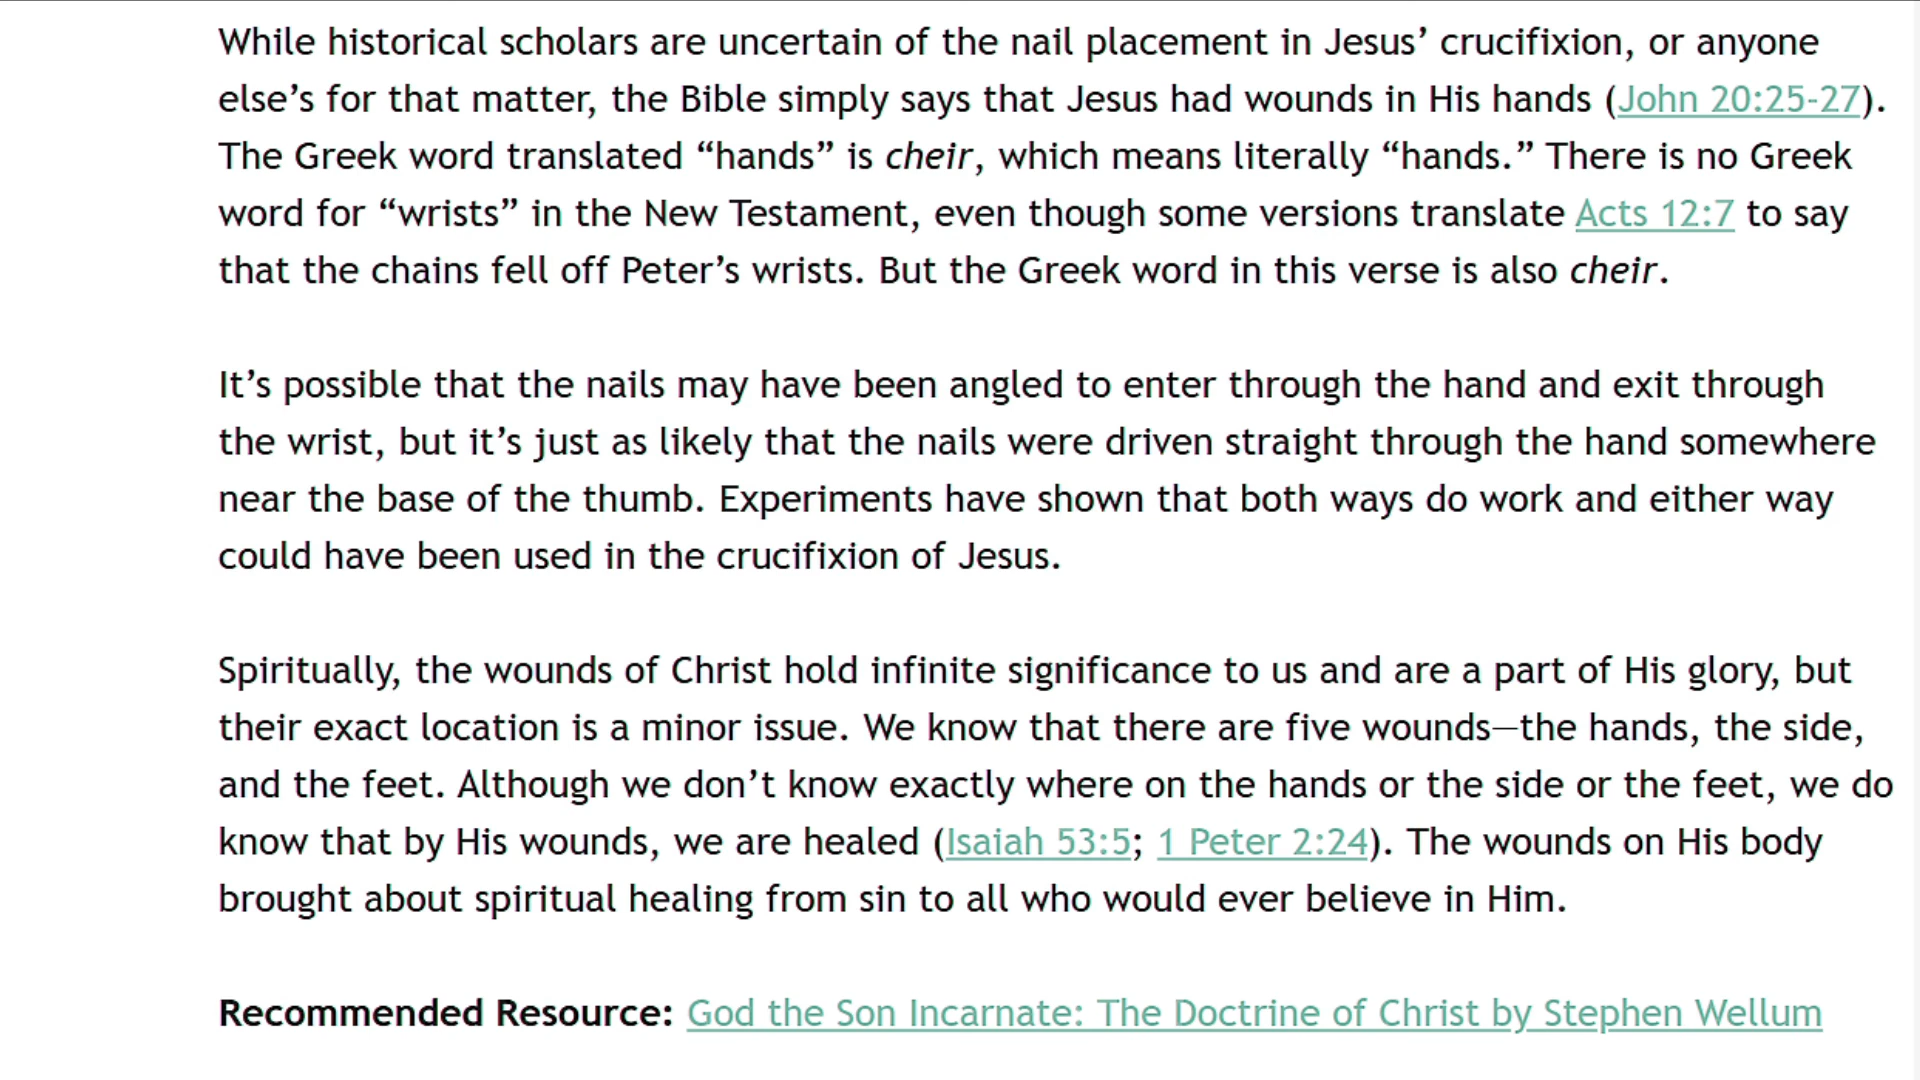 While historical scholars are uncertain of the nail placement in Jesus’ crucifixion, or anyone
else’s for that matter, the Bible simply says that Jesus had wounds in His hands (John 20:25-27).
The Greek word translated “hands” is cheir, which means literally “hands.” There is no Greek
word for “wrists” in the New Testament, even though some versions translate Acts 12:7 to say
that the chains fell off Peter’s wrists. But the Greek word in this verse is also cheir.
It’s possible that the nails may have been angled to enter through the hand and exit through
the wrist, but it’s just as likely that the nails were driven straight through the hand somewhere
near the base of the thumb. Experiments have shown that both ways do work and either way
could have been used in the crucifixion of Jesus.
Spiritually, the wounds of Christ hold infinite significance to us and are a part of His glory, but
their exact location is a minor issue. We know that there are five wounds—the hands, the side,
and the feet. Although we don’t know exactly where on the hands or the side or the feet, we do
know that by His wounds, we are healed (Isaiah 53:5; 1 Peter 2:24). The wounds on His body
brought about spiritual healing from sin to all who would ever believe in Him.
Recommended Resource: God the Son Incarnate: The Doctrine of Christ by Stephen Wellum